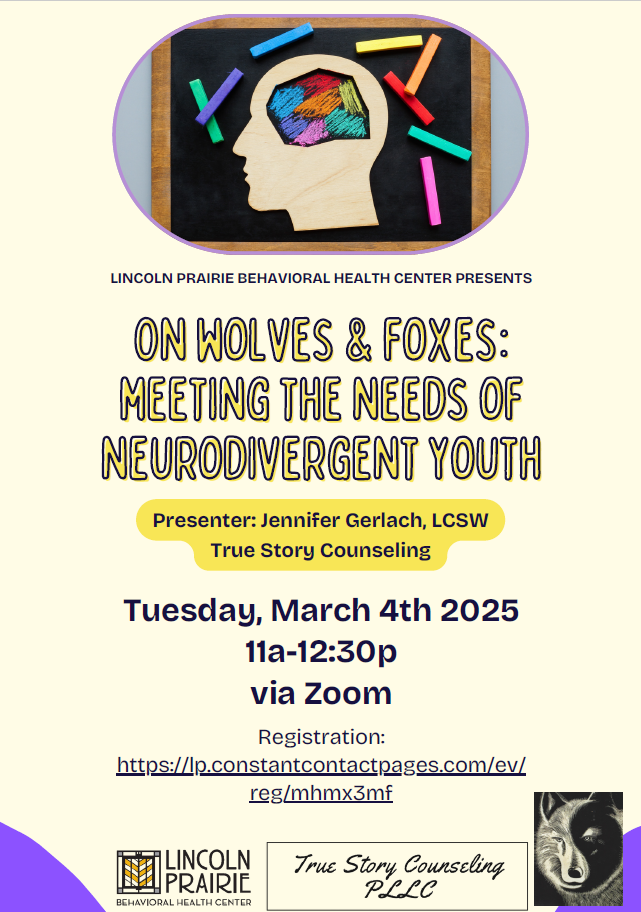 LINCOLN PRAIRIE BEHAVIORAL HEALTH CENTER PRESENTS
ON WOLVES & FOXES:
MEETING THE NEEDS OF
NEURODIVERGENT YOUTH
Presenter: Jennifer Gerlach, LCSW
True Story Counseling
Tuesday, March 4th 2025
11a-12:30p
via Zoom
Registration:
https://lp.constantcontactpages.com/ev/
reg/mhmx3mf
LINCOLN
PRAIRIE
BEHAVIORAL HEALTH CENTER
True Story Counseling
PLLC